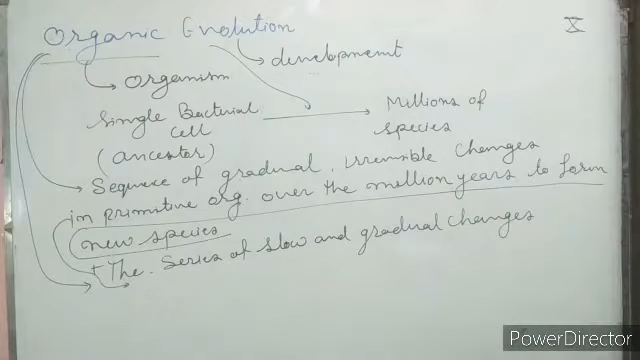 Organic Evolution
X
development
Organism
Single Bacterial
cell
(ancestor)
Millions of
species
Sequence of gradual, irreversible changes
in primitive org. over the million years to form
new species
+ The series of slow and gradual changes
PowerDirector